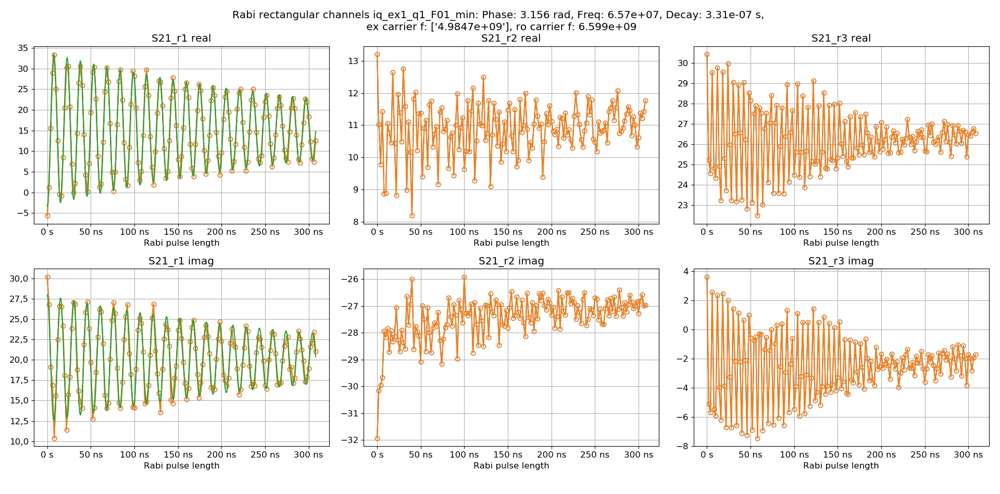 Rabi rectangular channels iq_ex1_q1_F01_min: Phase: 3.156 rad, Freq: 6.57e+07, Decay: 3.31e-07 s,
ex carrier f: ['4.9847e+09'], ro carrier f: 6.599e+09
S21_r1 real
35
30
25
20
15
10
5
0
−5
0 s 50 ns 100 ns 150 ns 200 ns 250 ns 300 ns
Rabi pulse length
S21_r2 real
13
12
11
10
9
8
0 s 50 ns 100 ns 150 ns 200 ns 250 ns 300 ns
Rabi pulse length
S21_r3 real
30
29
28
27
26
25
24
23
0 s 50 ns 100 ns 150 ns 200 ns 250 ns 300 ns
Rabi pulse length
S21_r1 imag
30,0
27,5
25,0
22,5
20,0
17,5
15,0
12,5
10,0
0 s 50 ns 100 ns 150 ns 200 ns 250 ns 300 ns
Rabi pulse length
S21_r2 imag
−26
−27
−28
−29
−30
−31
−32
0 s 50 ns 100 ns 150 ns 200 ns 250 ns 300 ns
Rabi pulse length
S21_r3 imag
4
2
0
−2
−4
−6
−8
0 s 50 ns 100 ns 150 ns 200 ns 250 ns 300 ns
Rabi pulse length